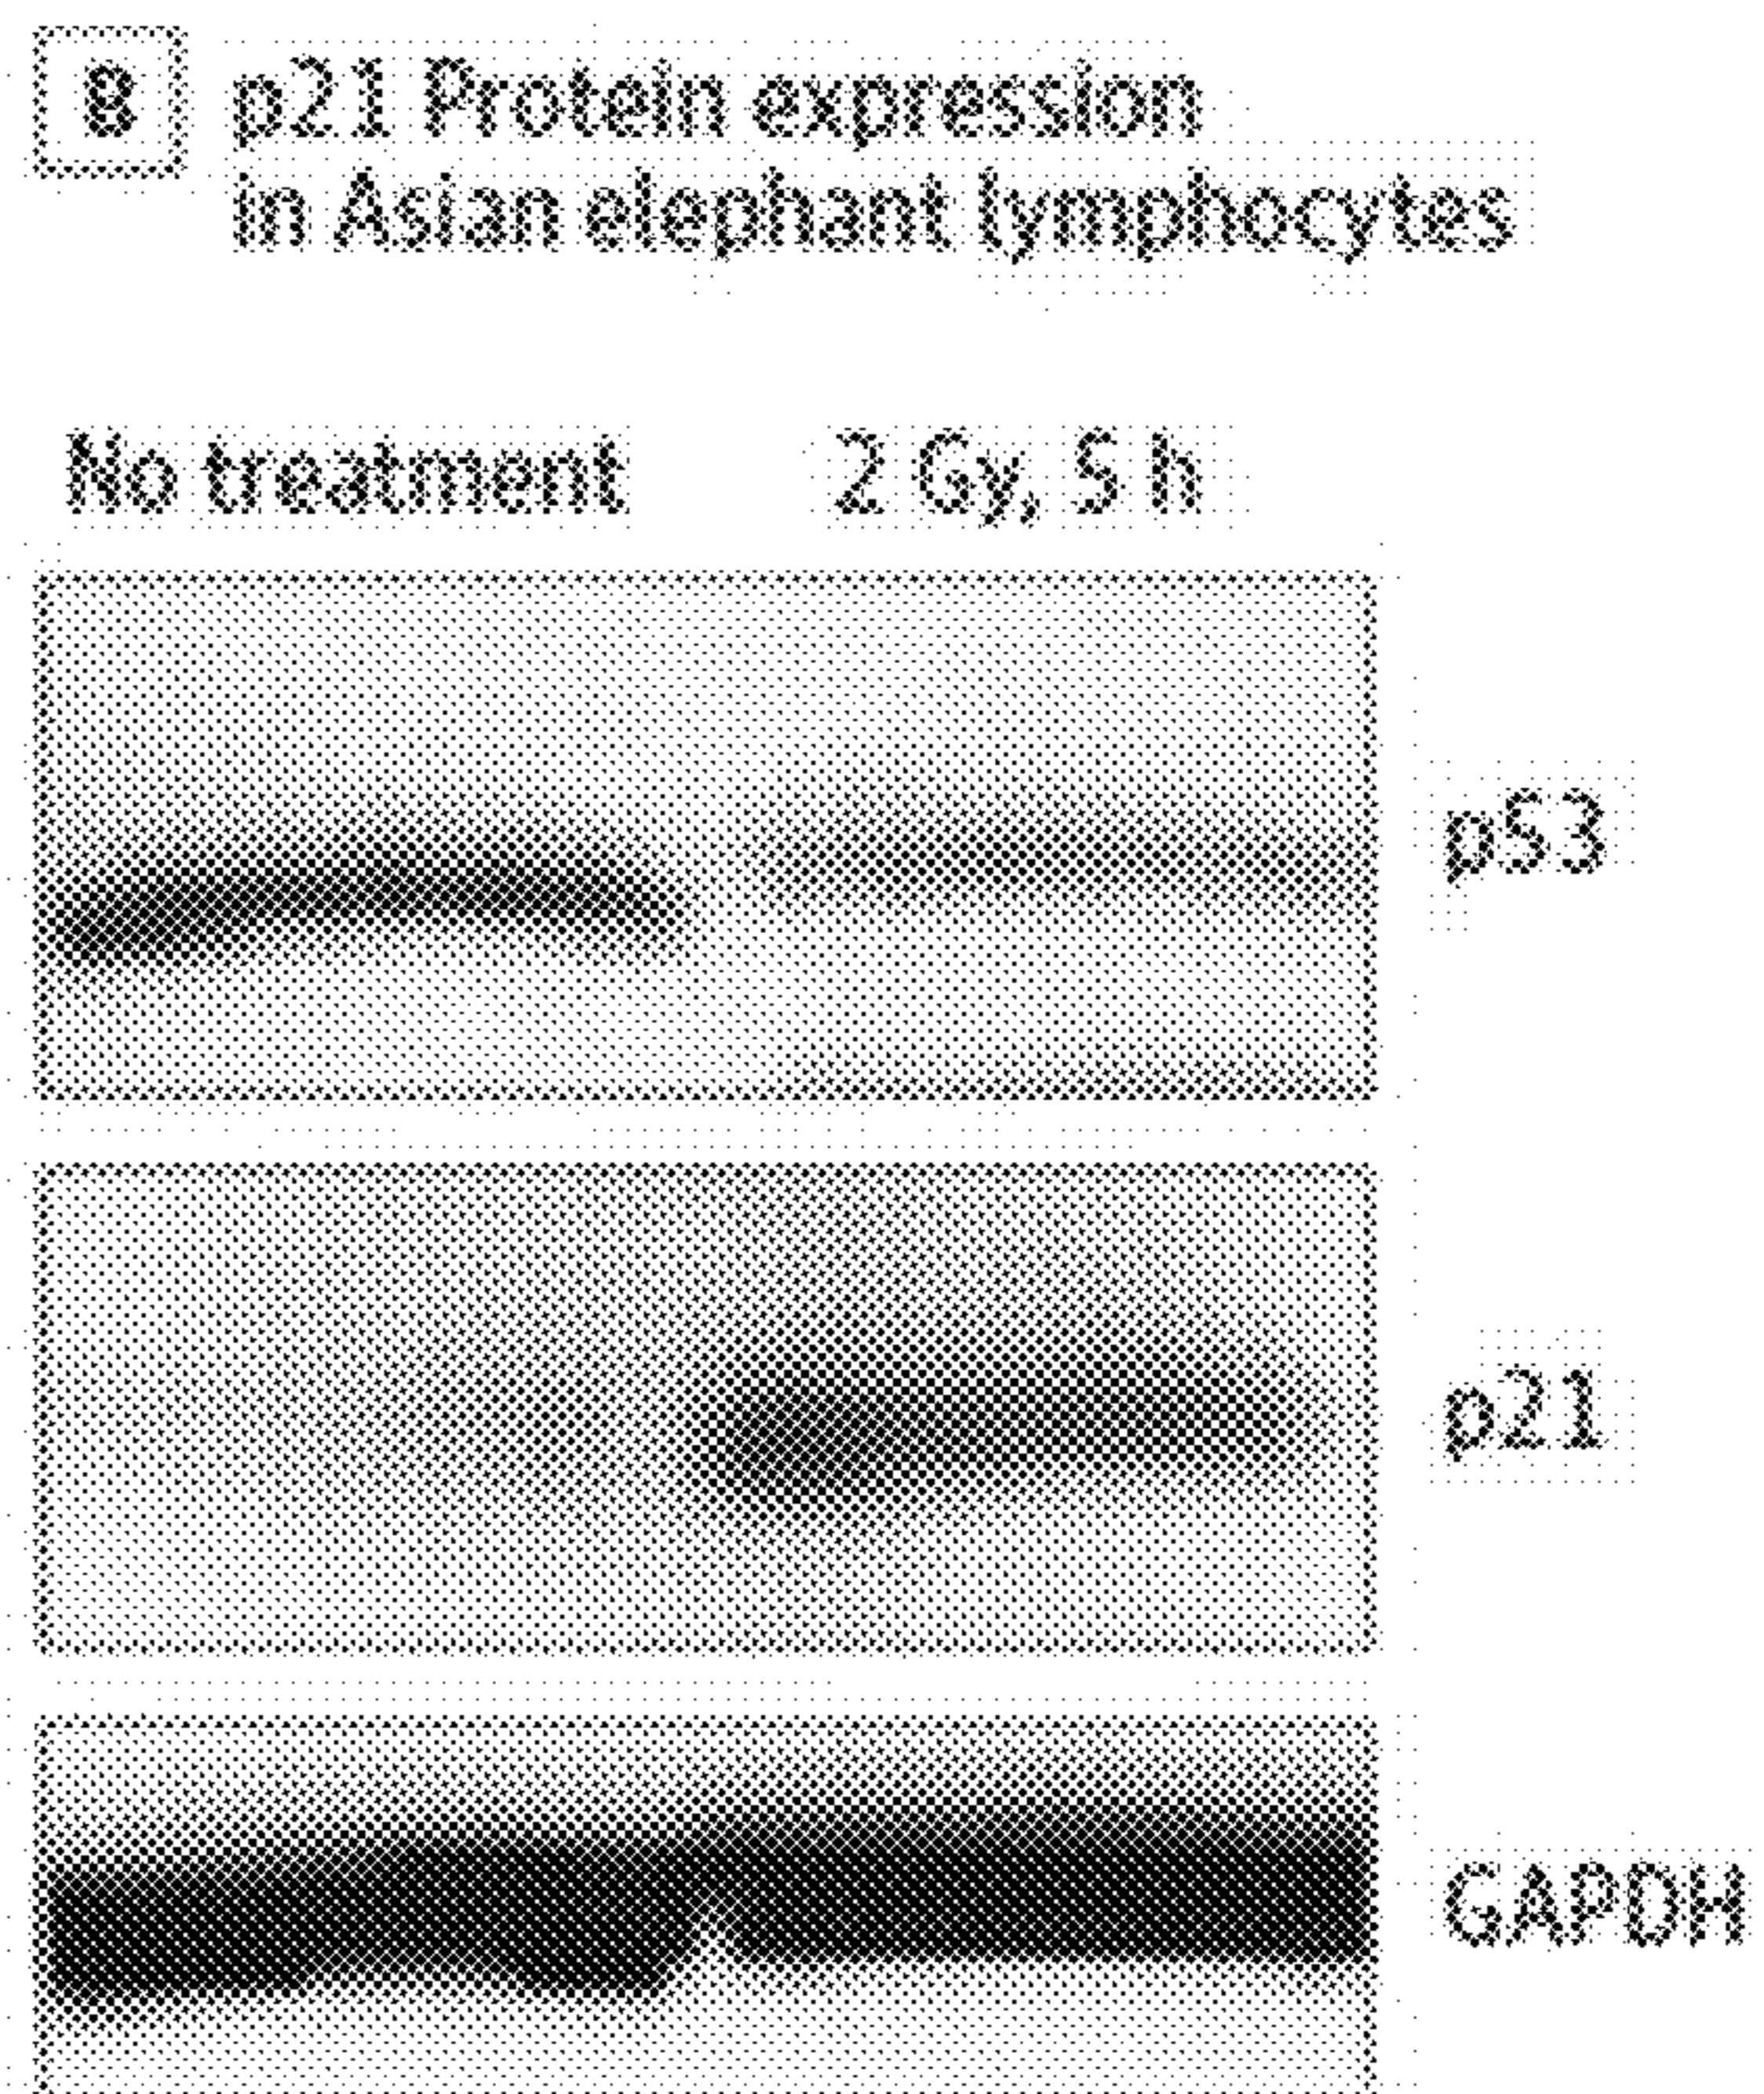 B
p21 Protein expression
in Asian elephant lymphocytes
No treatment
2 Gy, 5 h
p53
p21
GAPDH